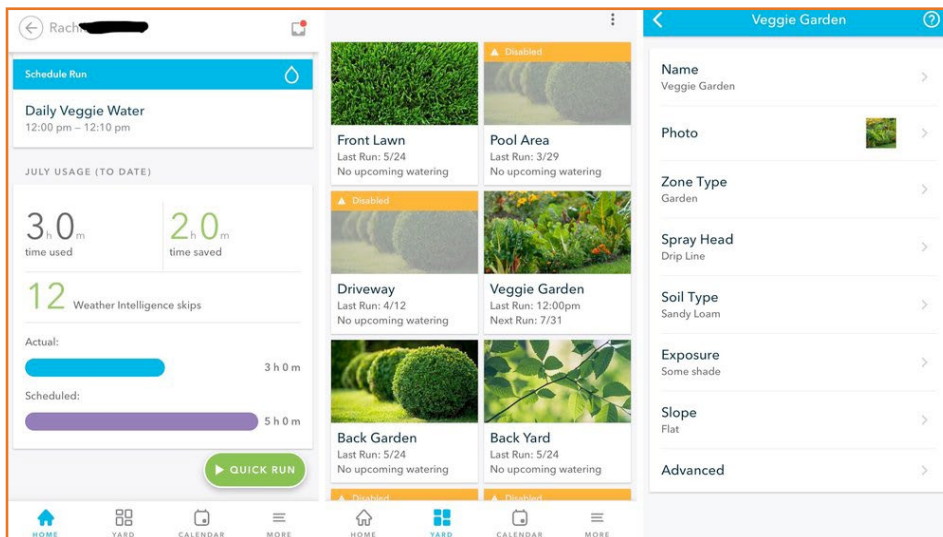 Rach
Schedule Run
Daily Veggie Water
12:00 pm – 12:10 pm
JULY USAGE (TO DATE)
3h 0m
time used
2h 0m
time saved
12 Weather Intelligence skips
Actual:
3 h 0 m
Scheduled:
5 h 0 m
QUICK RUN
HOME YARD CALENDAR MORE
Front Lawn
Last Run: 5/24
No upcoming watering
Disabled
Pool Area
Last Run: 3/29
No upcoming watering
Disabled
Driveway
Last Run: 4/12
No upcoming watering
Veggie Garden
Last Run: 12:00pm
Next Run: 7/31
Back Garden
Last Run: 5/24
No upcoming watering
Back Yard
Last Run: 5/24
No upcoming watering
Disabled
Disabled
HOME YARD CALENDAR MORE
Veggie Garden
Name
Veggie Garden
Photo
Zone Type
Garden
Spray Head
Drip Line
Soil Type
Sandy Loam
Exposure
Some shade
Slope
Flat
Advanced